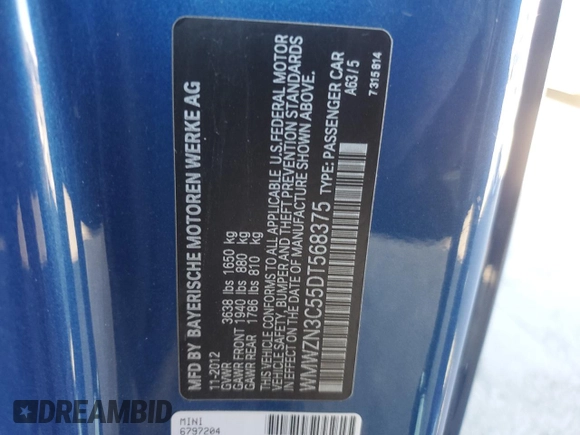 MFD BY BAYERISCHE MOTOREN WERKE AG
11-2012
GVWR 3638 lbs 1650 kg
GAWR FRONT 1940 lbs 880 kg
GAWR REAR 1786 lbs 810 kg
THIS VEHICLE CONFORMS TO ALL APPLICABLE U.S.FEDERAL MOTOR
VEHICLE SAFETY, BUMPER AND THEFT PREVENTION STANDARDS
IN EFFECT ON THE DATE OF MANUFACTURE SHOWN ABOVE.
WMWZN3C55DT568375 TYPE: PASSENGER CAR
A63/5
7315814
MINI
6797204
DREAMBID